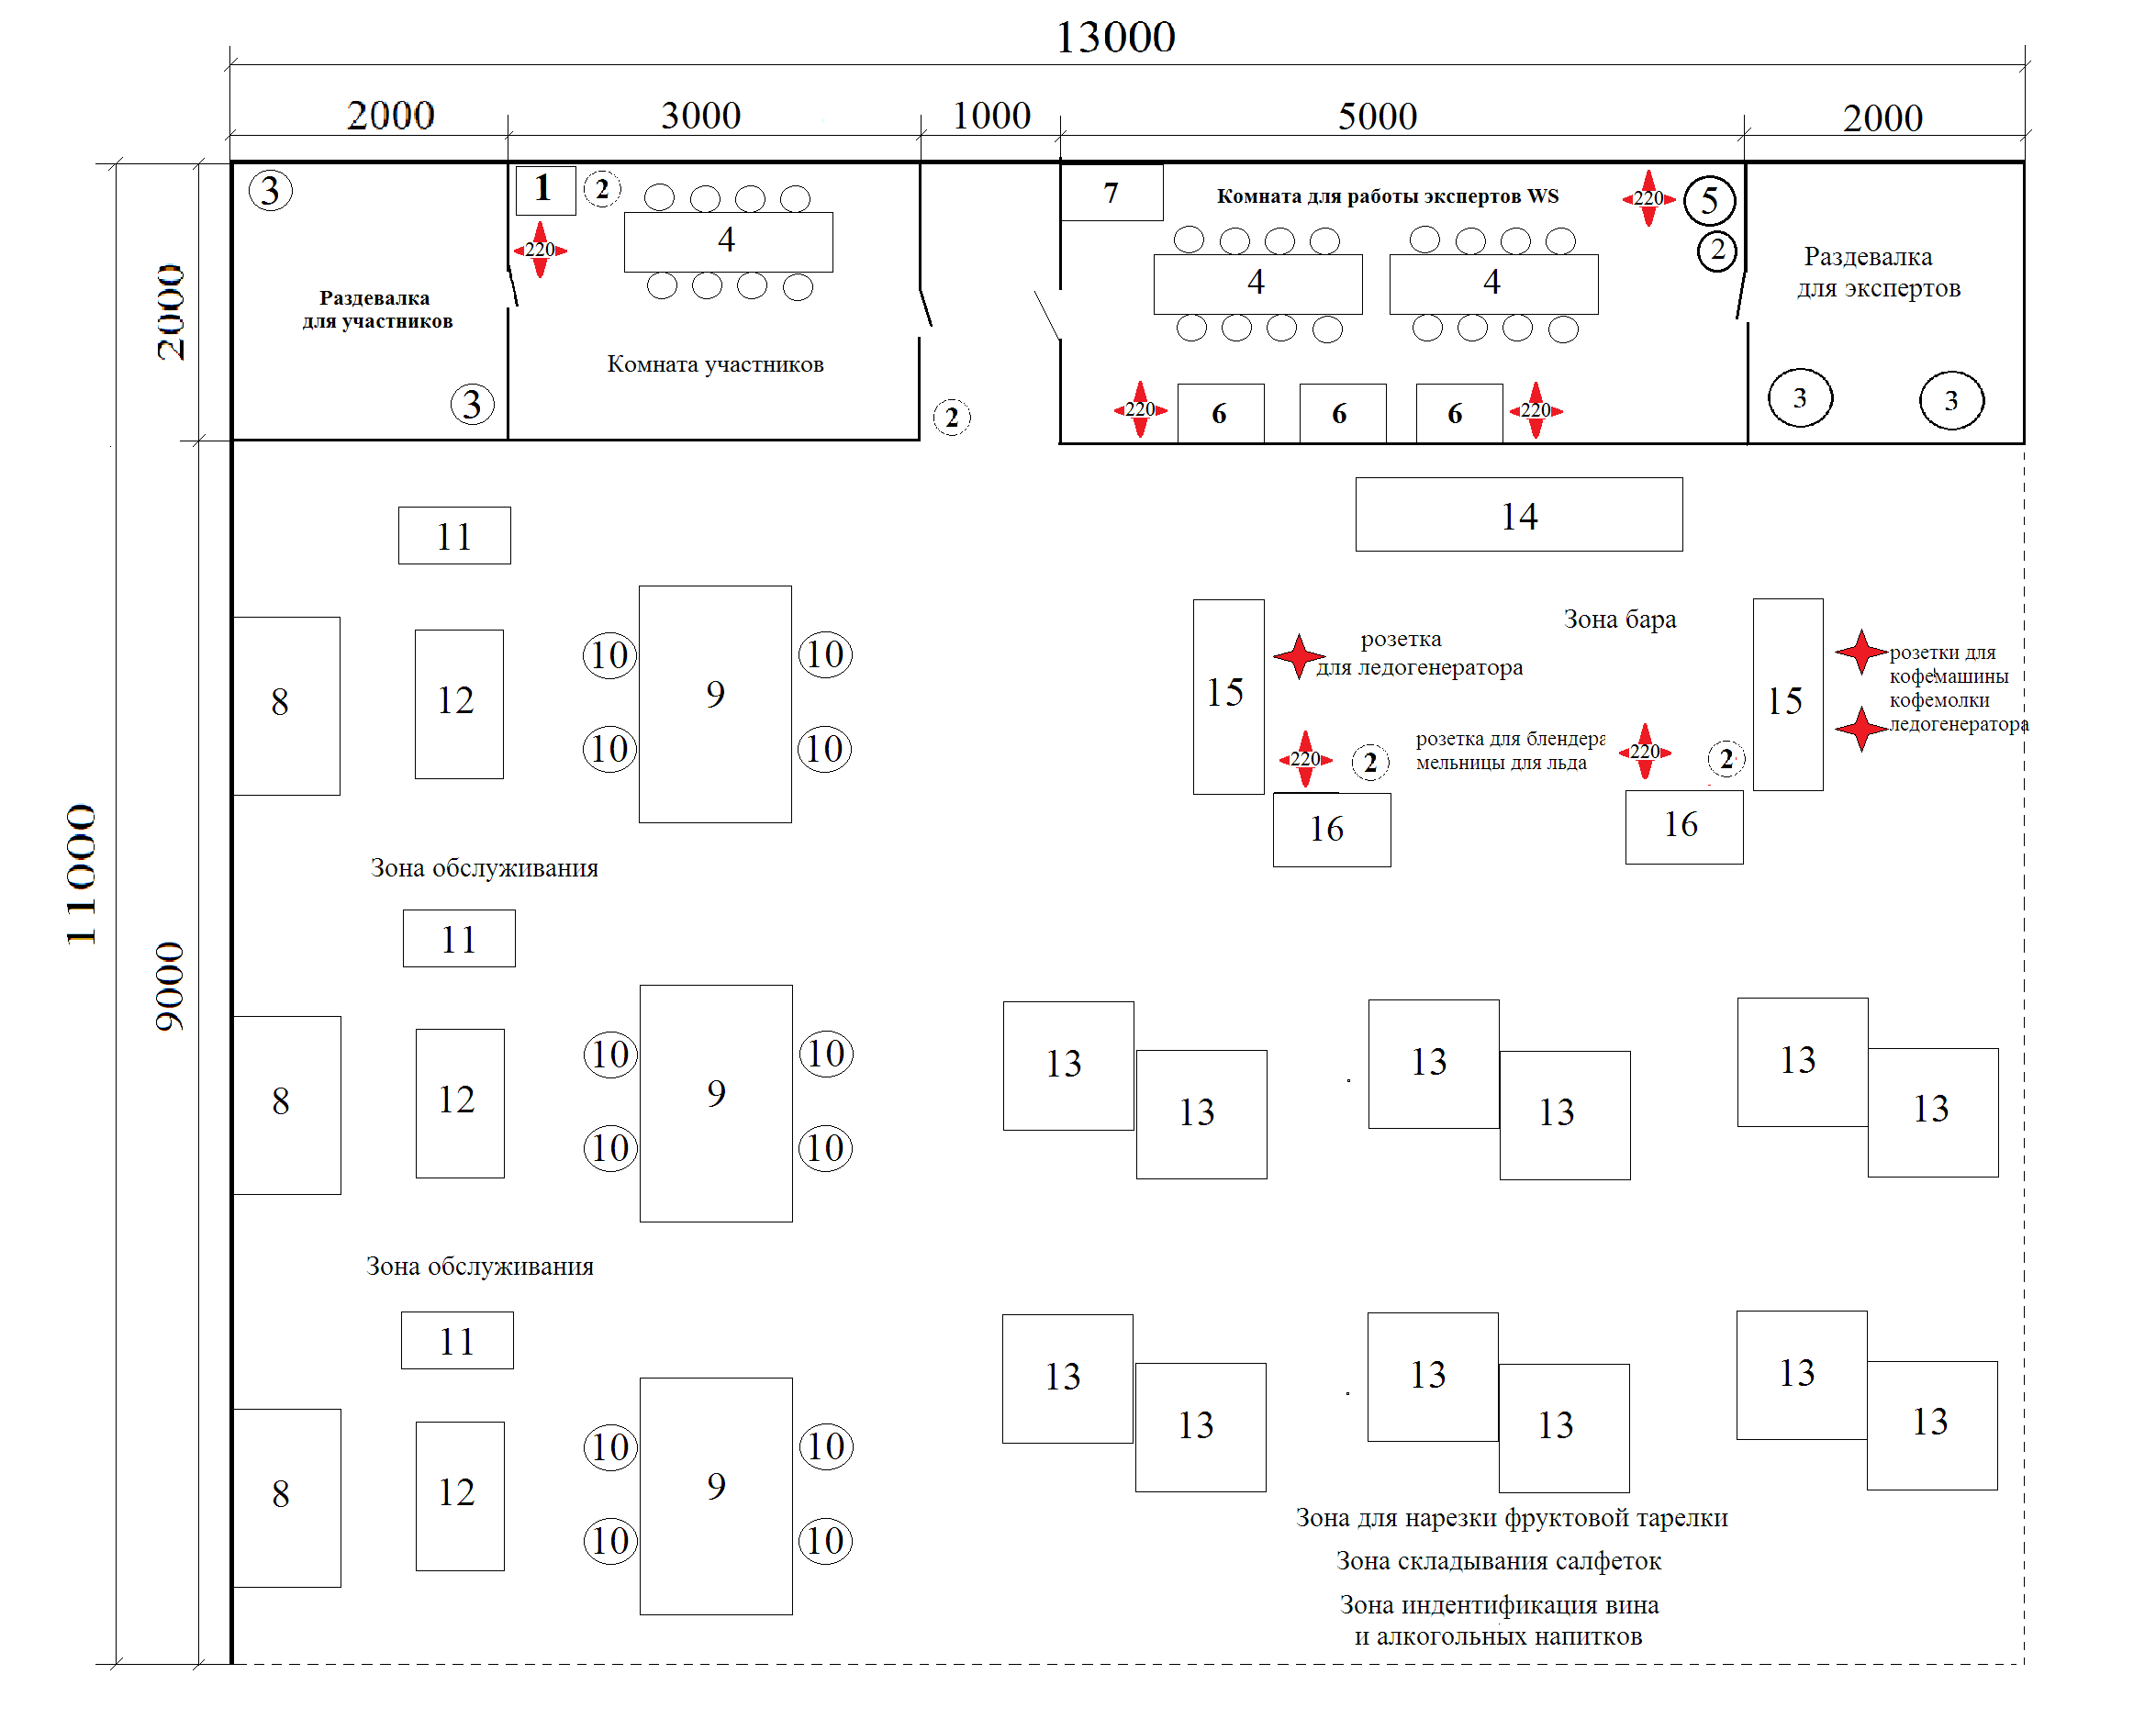 13000
2000 3000 1000 5000 2000
3 1 2 7 Комната для работы экспертов WS 220 5
220 4 2
4 4
Раздевалка
для экспертов
2000
Раздевалка
для участников
Комната участников
3 2 220 6 6 6 220 3 3
11 14
Зона бара
8 12 10 9 10
10 10
15 розетка
для ледогенератора
15 розетки для
кофемашины
кофемолки
ледогенератора
220 2 розетка для блендера
мельницы для льда
220 2
16 16
Зона обслуживания
11000
9000
11
8 12 10 9 10
10 10
13 13 13
13 13 13
Зона обслуживания
11
8 12 10 9 10
10 10
13 13 13
13 13 13
Зона для нарезки фруктовой тарелки
Зона складывания салфеток
Зона индентификация вина
и алкогольных напитков